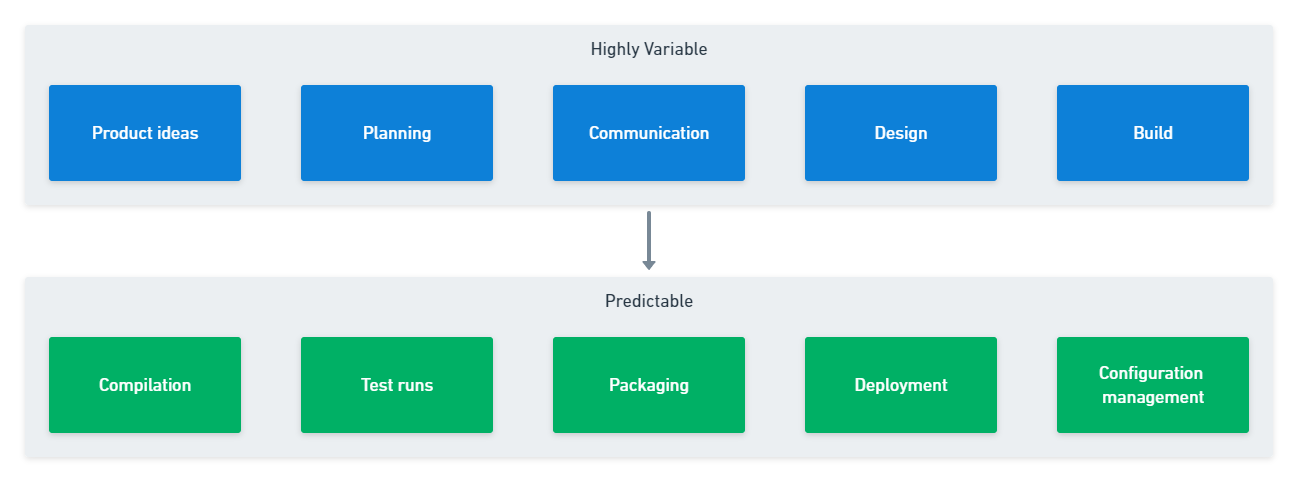 Highly Variable
Product ideas
Planning
Communication
Design
Build
Predictable
Compilation
Test runs
Packaging
Deployment
Configuration
management